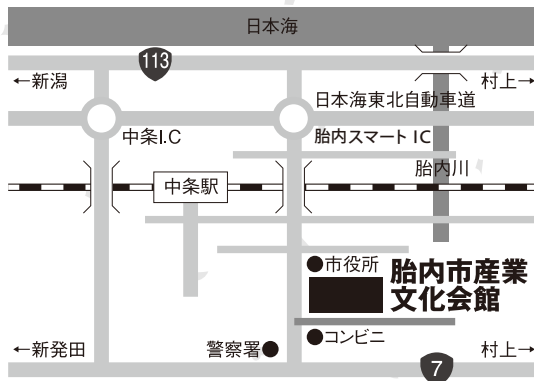 日本海
113
←新潟
村上→
日本海東北自動車道
中条I.C
胎内スマート IC
胎内川
中条駅
●市役所
胎内市産業
文化会館
●コンビニ
←新発田
警察署●
村上→
7